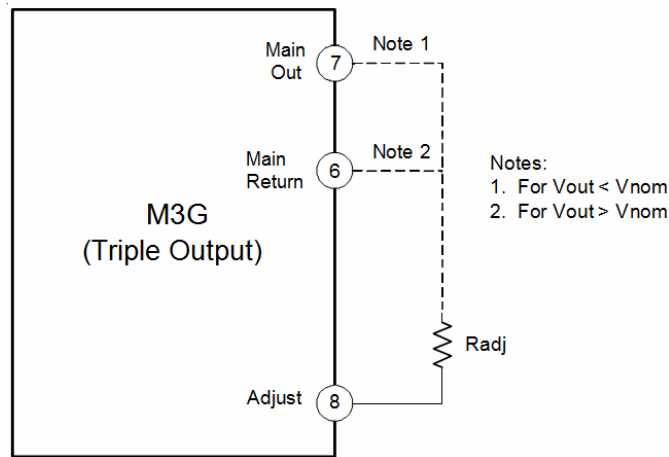 Main
Out
7
Note 1
Main
Return
6
Note 2
Notes:
1. For Vout < Vnom
2. For Vout > Vnom
M3G
(Triple Output)
Radj
Adjust
8